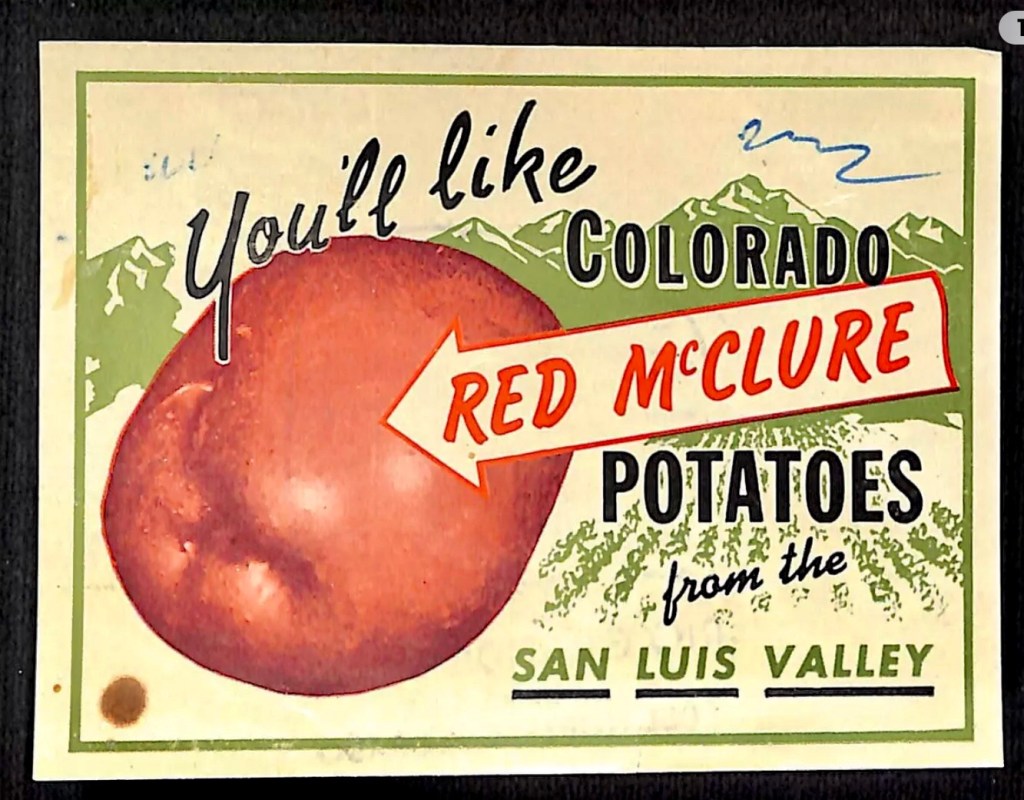 You'll like
COLORADO
RED McCLURE
POTATOES
from the
SAN LUIS VALLEY